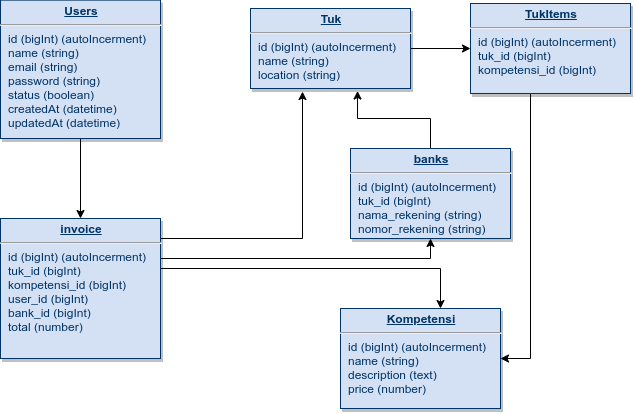 Users
id (bigInt) (autoIncerment)
name (string)
email (string)
password (string)
status (boolean)
createdAt (datetime)
updatedAt (datetime)
Tuk
id (bigInt) (autoIncerment)
name (string)
location (string)
TukItems
id (bigInt) (autoIncerment)
tuk_id (bigInt)
kompetensi_id (bigInt)
banks
id (bigInt) (autoIncerment)
tuk_id (bigInt)
nama_rekening (string)
nomor_rekening (string)
invoice
id (bigInt) (autoIncerment)
tuk_id (bigInt)
kompetensi_id (bigInt)
user_id (bigInt)
bank_id (bigInt)
total (number)
Kompetensi
id (bigInt) (autoIncerment)
name (string)
description (text)
price (number)